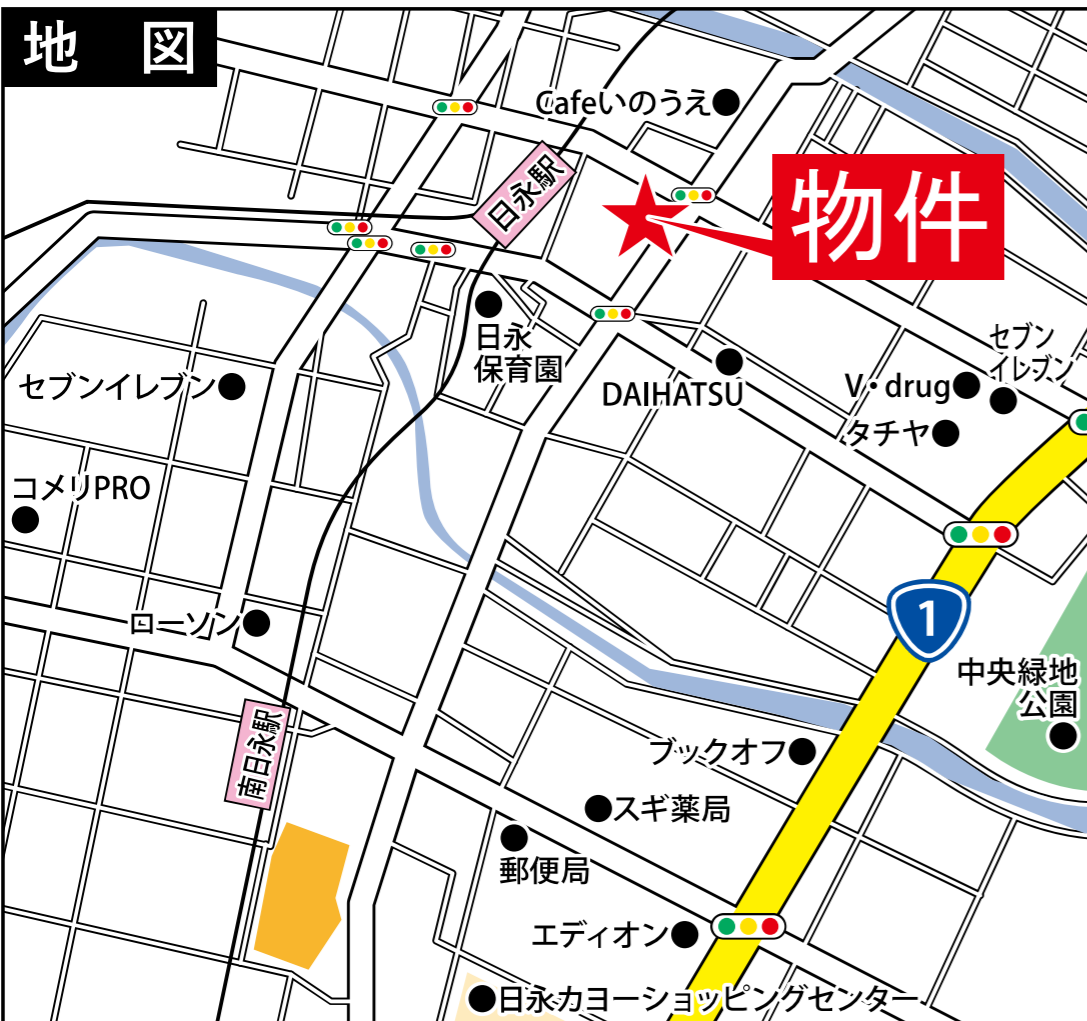 地 図
Cafeいのうえ
日永駅
物件
日永
保育園
セブンイレブン
DAIHATSU
セブン
イレブン
V・drug
タチヤ
コメリPRO
ローソン
1
中央緑地
公園
南日永駅
ブックオフ
スギ薬局
郵便局
エディオン
日永カヨーショッピングセンター